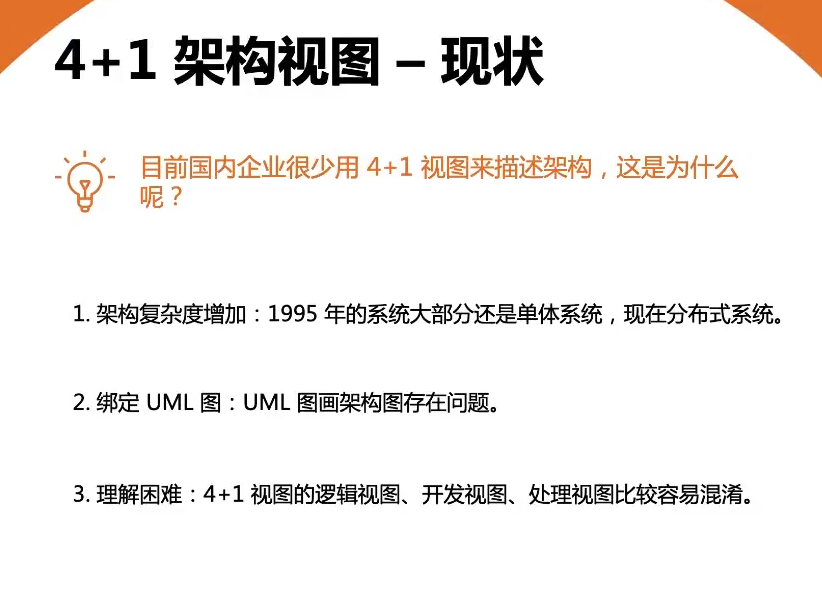 4+1 架构视图 – 现状
目前国内企业很少用 4+1 视图来描述架构，这是为什么
呢？
1. 架构复杂度增加：1995 年的系统大部分还是单体系统，现在分布式系统。
2. 绑定 UML 图：UML 图画架构图存在问题。
3. 理解困难：4+1 视图的逻辑视图、开发视图、处理视图比较容易混淆。